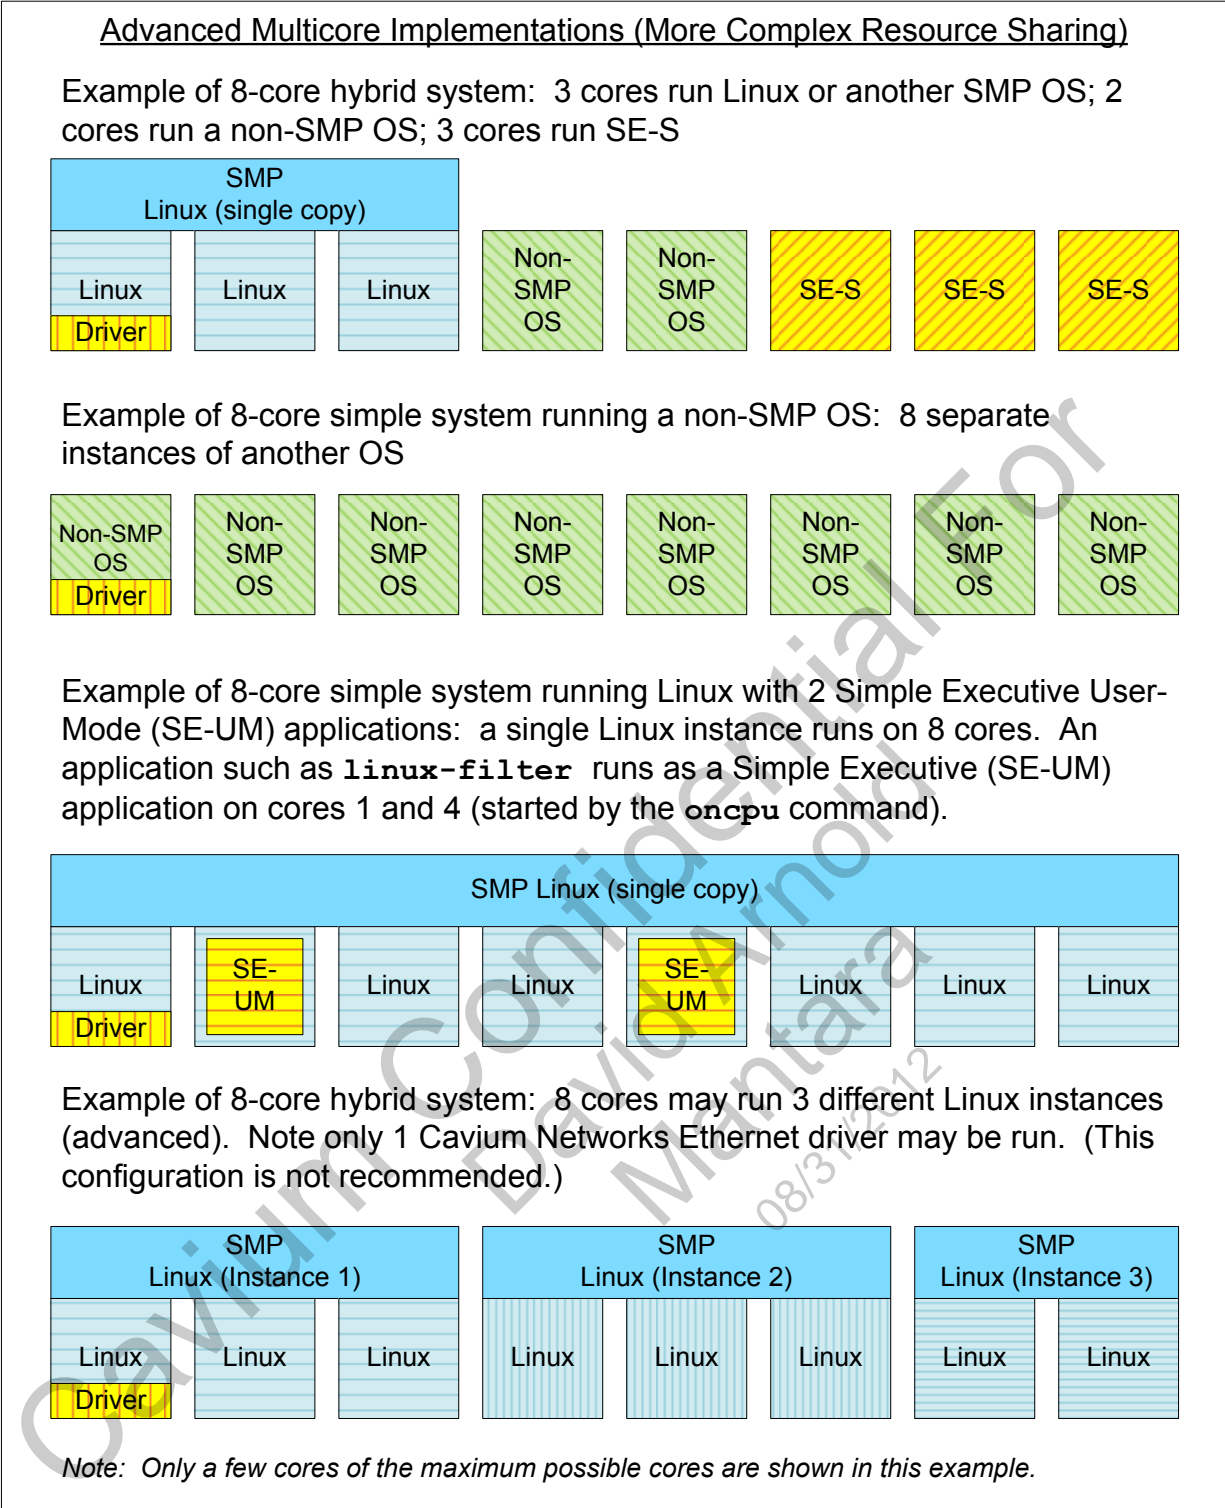 Advanced Multicore Implementations (More Complex Resource Sharing)
Example of 8-core hybrid system:  3 cores run Linux or another SMP OS; 2
cores run a non-SMP OS; 3 cores run SE-S
SMP
Linux (single copy)
Linux
Driver
Linux
Linux
Non-
SMP
OS
Non-
SMP
OS
SE-S
SE-S
SE-S
Example of 8-core simple system running a non-SMP OS:  8 separate
instances of another OS
Non-SMP
OS
Driver
Non-
SMP
OS
Non-
SMP
OS
Non-
SMP
OS
Non-
SMP
OS
Non-
SMP
OS
Non-
SMP
OS
Non-
SMP
OS
Example of 8-core simple system running Linux with 2 Simple Executive User-
Mode (SE-UM) applications:  a single Linux instance runs on 8 cores.  An
application such as linux-filter runs as a Simple Executive (SE-UM)
application on cores 1 and 4 (started by the oncpu command).
SMP Linux (single copy)
Linux
Driver
SE-
UM
Linux
Linux
SE-
UM
Linux
Linux
Linux
Example of 8-core hybrid system:  8 cores may run 3 different Linux instances
(advanced).  Note only 1 Cavium Networks Ethernet driver may be run.  (This
configuration is not recommended.)
SMP
Linux (Instance 1)
SMP
Linux (Instance 2)
SMP
Linux (Instance 3)
Linux
Driver
Linux
Linux
Linux
Linux
Linux
Linux
Linux
Note:  Only a few cores of the maximum possible cores are shown in this example.
Cavium Confidential For
David Arnold
Mantara
08/31/2012